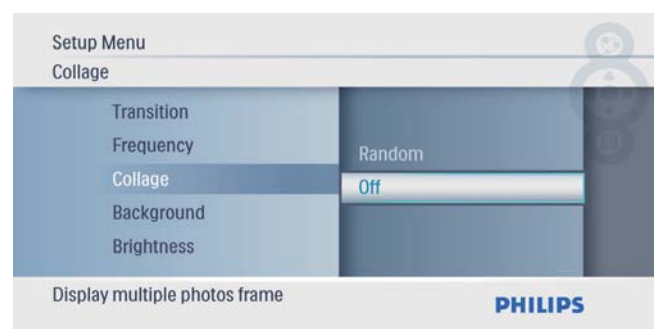 Setup Menu
Collage
Transition
Frequency
Collage
Background
Brightness
Random
Off
Display multiple photos frame
PHILIPS